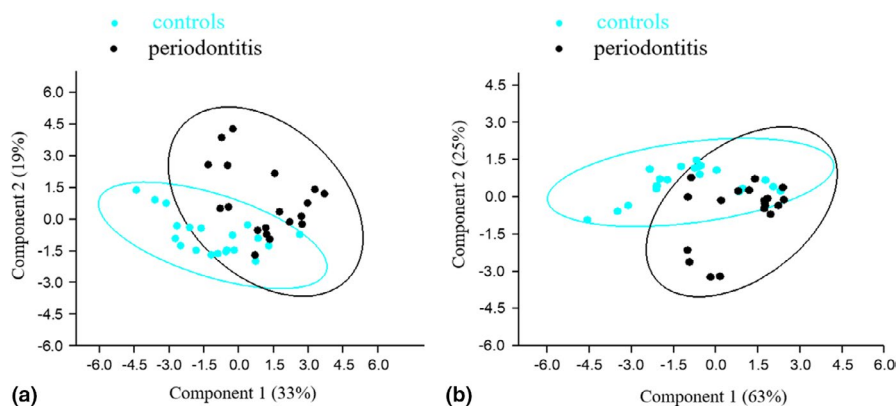 controls
periodontitis
6.0
4.5
3.0
1.5
0.0
-1.5
-3.0
-4.5
-6.0
Component 2 (19%)
-6.0 -4.5 -3.0 -1.5 0.0 1.5 3.0 4.5 6.0
Component 1 (33%)
(a)
controls
periodontitis
4.5
3.0
1.5
0.0
-1.5
-3.0
-4.5
-6.0
Component 2 (25%)
-6.0 -4.5 -3.0 -1.5 0.0 1.5 3.0 4.5 6.0
Component 1 (63%)
(b)